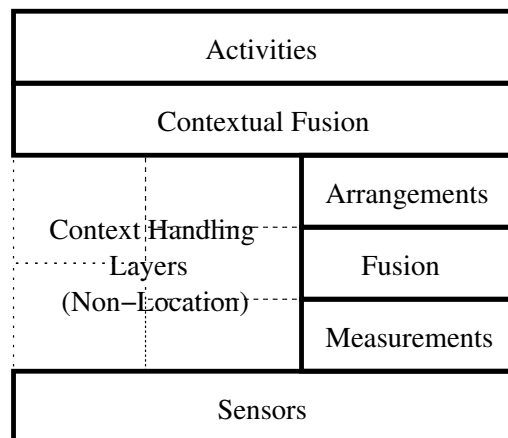 Activities
Contextual Fusion
Arrangements
Context Handling
Layers
(Non−Location)
Fusion
Measurements
Sensors